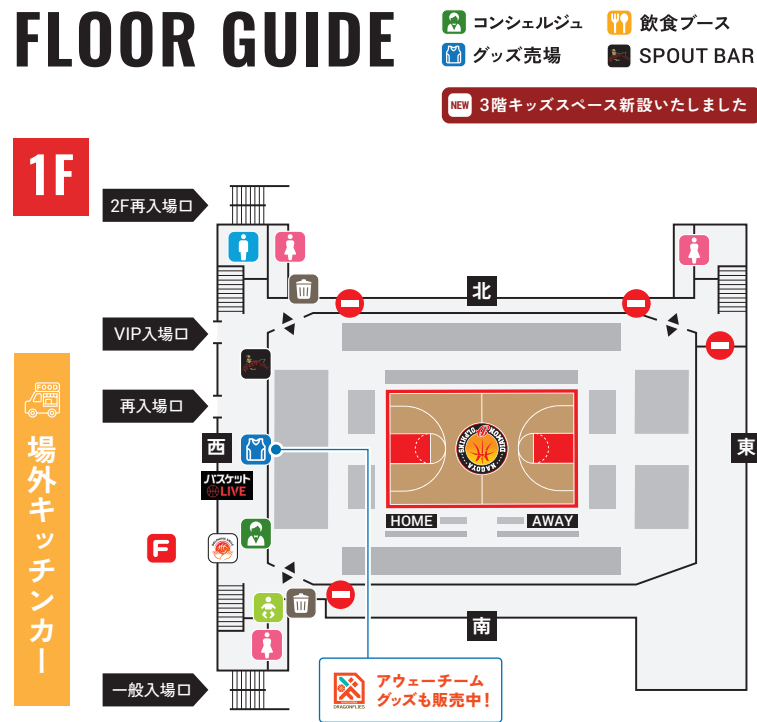 FLOOR GUIDE
コンシェルジュ
飲食ブース
グッズ売場
SPOUT BAR
NEW 3階キッズスペース新設いたしました
1F
2F再入場口
VIP入場口
再入場口
一般入場口
FOOD
場外キッチンカー
北
西
東
南
バスケット
LIVE
F
NAGOYA
DIAMOND DOLPHINS
HOME
AWAY
アウェーチーム
グッズも販売中！
DRAGONFLIES